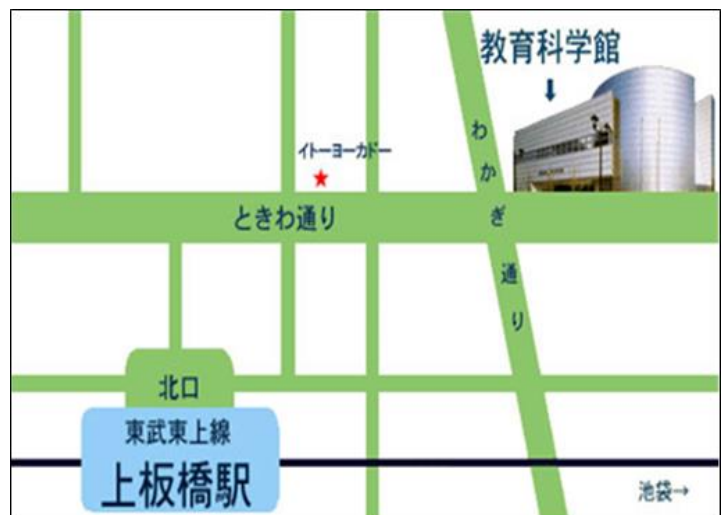 教育科学館
イトーヨーカドー
わかぎ通り
ときわ通り
北口
東武東上線
上板橋駅
池袋→